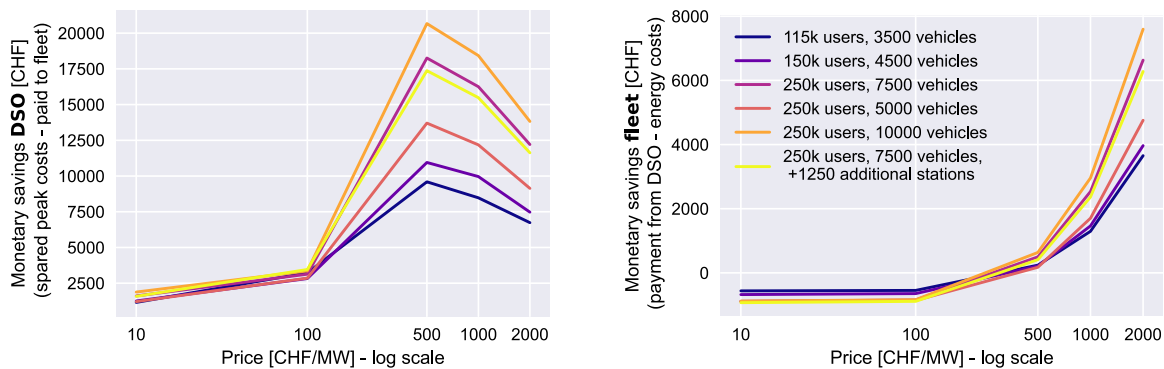 Monetary savings DSO [CHF]
(spared peak costs - paid to fleet)
20000
17500
15000
12500
10000
7500
5000
2500
10
100
500
1000
2000
Price [CHF/MW] - log scale
Monetary savings fleet [CHF]
(payment from DSO - energy costs)
8000
6000
4000
2000
0
115k users, 3500 vehicles
150k users, 4500 vehicles
250k users, 7500 vehicles
250k users, 5000 vehicles
250k users, 10000 vehicles
250k users, 7500 vehicles,
+1250 additional stations
10
100
500
1000
2000
Price [CHF/MW] - log scale